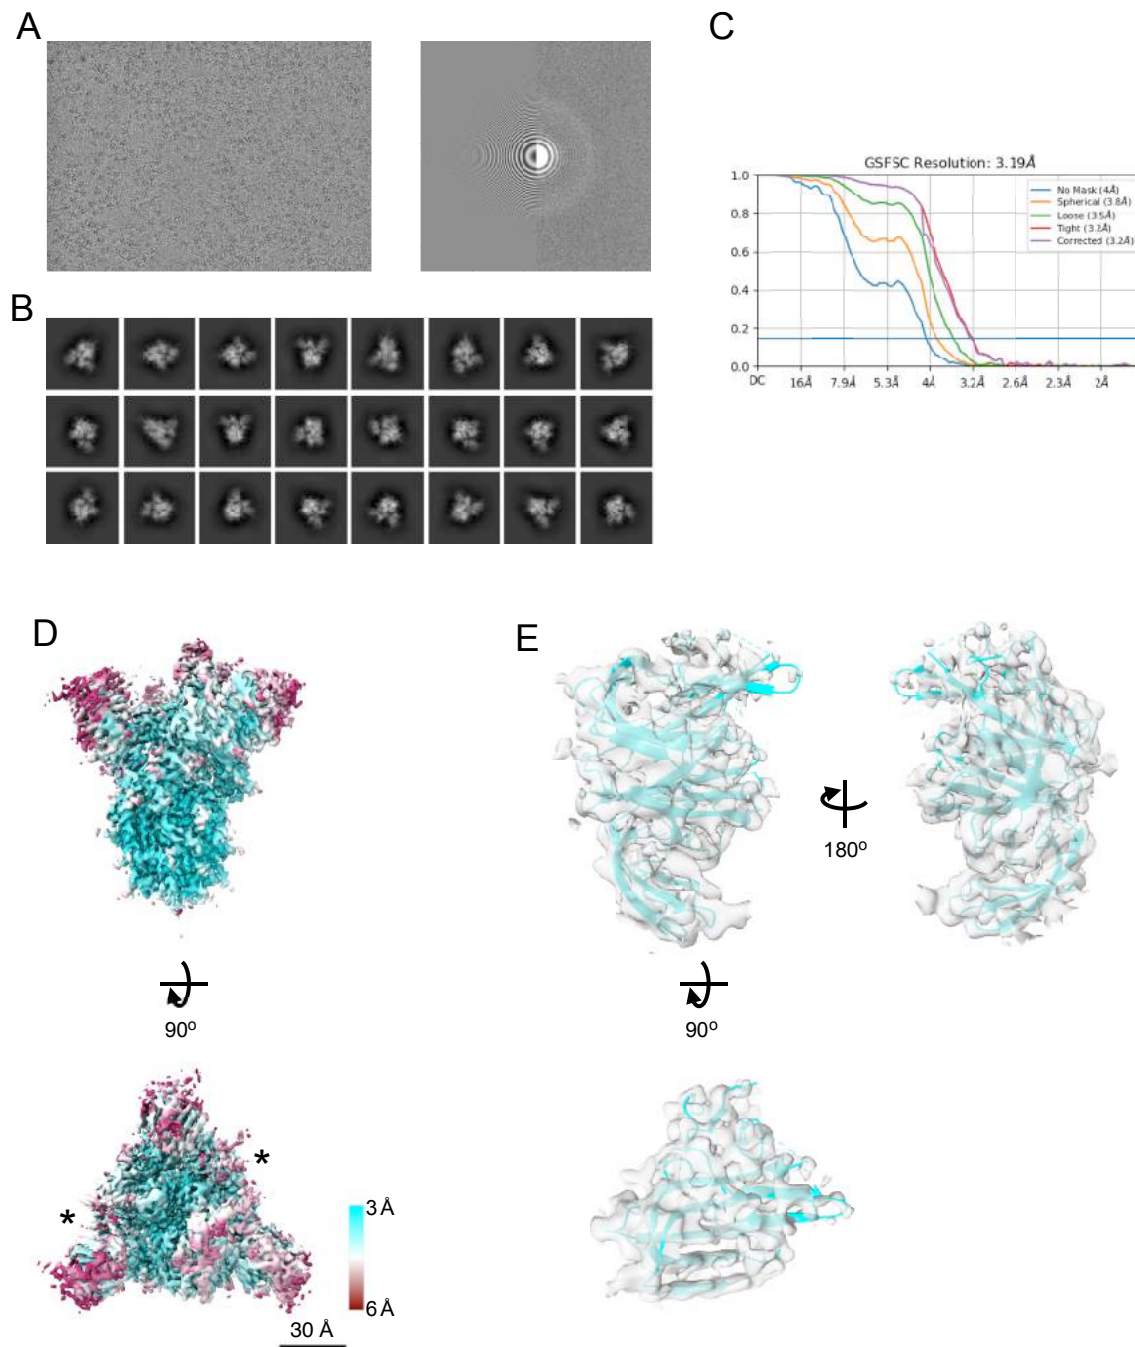 A
C
GSFSC Resolution: 3.19Å
1.0
0.8
0.6
0.4
0.2
0.0
No Mask (4Å)
Spherical (3.8Å)
Loose (3.5Å)
Tight (3.2Å)
Corrected (3.2Å)
DC 16Å 7.9Å 5.3Å 4Å 3.2Å 2.6Å 2.3Å 2Å
B
D
E
180º
90º
90º
*
*
3 Å
6 Å
30 Å